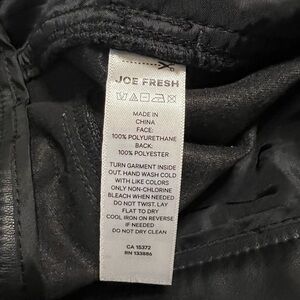 JOE FRESH
MADE IN
CHINA
FACE:
100% POLYURETHANE
BACK:
100% POLYESTER
TURN GARMENT INSIDE
OUT. HAND WASH COLD
WITH LIKE COLORS
ONLY NON-CHLORINE
BLEACH WHEN NEEDED
DO NOT TWIST. LAY
FLAT TO DRY
COOL IRON ON REVERSE
IF NEEDED
DO NOT DRY CLEAN
CA 15372
RN 133886